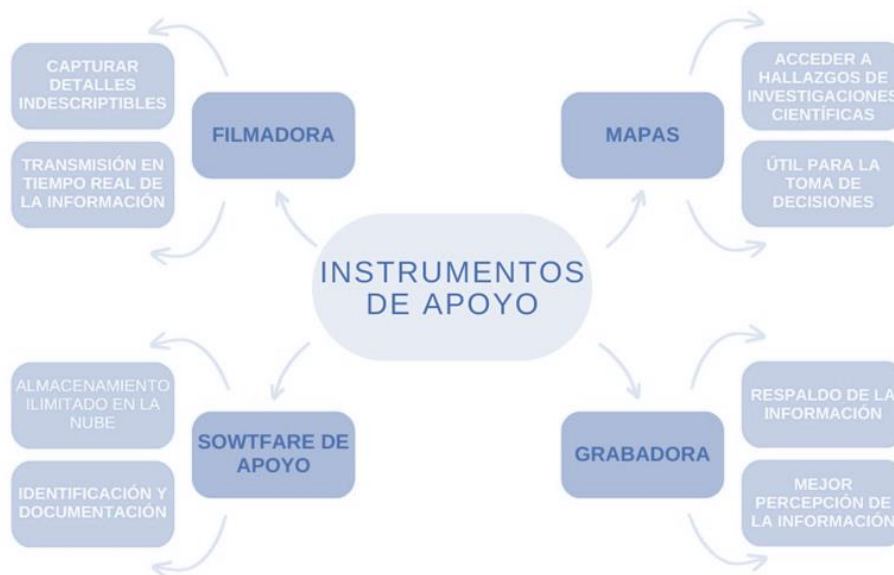 CAPTURAR
DETALLES
INDESCRIPTIBLES
FILMADORA
TRANSMISIÓN EN
TIEMPO REAL DE
LA INFORMACIÓN
MAPAS
ACCEDER A
HALLAZGOS DE
INVESTIGACIONES
CIENTÍFICAS
ÚTIL PARA LA
TOMA DE
DECISIONES
INSTRUMENTOS
DE APOYO
ALMACENAMIENTO
ILIMITADO EN LA
NUBE
SOWTFARE DE
APOYO
IDENTIFICACIÓN Y
DOCUMENTACIÓN
GRABADORA
RESPALDO DE LA
INFORMACIÓN
MEJOR
PERCEPCIÓN DE
LA INFORMACIÓN